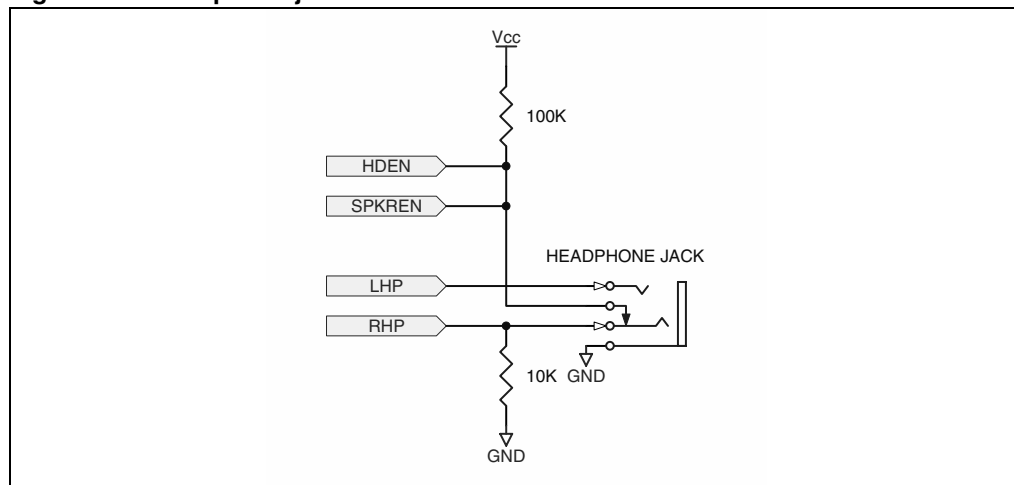 Vcc
100K
HDEN
SPKREN
HEADPHONE JACK
LHP
RHP
10K GND
GND